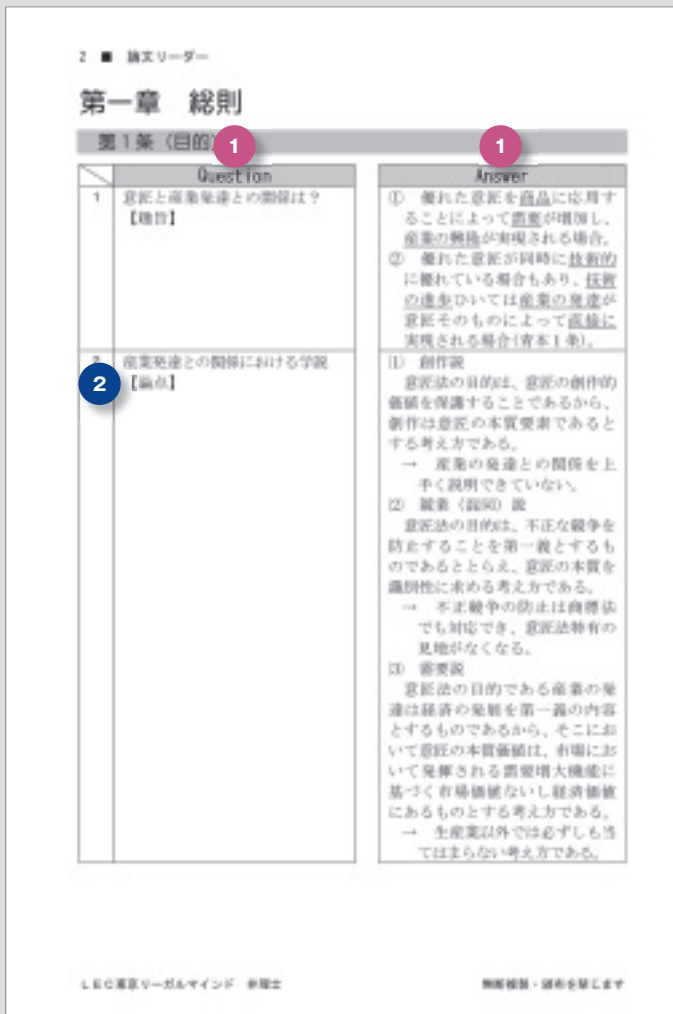 2 ■ 論文リーダー
第一章 総則
第1条（目的）
1
1
Question
Answer
1
意匠と産業発達との関係は？
【趣旨】
① 優れた意匠を商品に応用す
ることによって需要が増加し、
産業の興隆が実現される場合。
② 優れた意匠が同時に技術的
に優れている場合もあり、技術
の進歩ひいては産業の発達が
意匠そのものによって直接に
実現される場合(青本1条)。
2
産業発達との関係における学説
2
【論点】
⑴ 創作説
意匠法の目的は、意匠の創作的
価値を保護することであるから、
創作は意匠の本質要素であると
する考え方である。
→ 産業の発達との関係を上
手く説明できていない。
⑵ 競業（混同）説
意匠法の目的は、不正な競争を
防止することを第一義とするも
のであるととらえ、意匠の本質を
識別性に求める考え方である。
→ 不正競争の防止は商標法
でも対応でき、意匠法特有の
見地がなくなる。
⑶ 需要説
意匠法の目的である産業の発
達は経済の発展を第一義の内容
とするものであるから、そこにお
いて意匠の本質価値は、市場にお
いて発揮される需要増大機能に
基づく市場価値ないし経済価値
にあるものとする考え方である。
→ 生産業以外では必ずしも当
てはまらない考え方である。
LEC東京リーガルマインド 弁理士
無断複製・頒布を禁じます